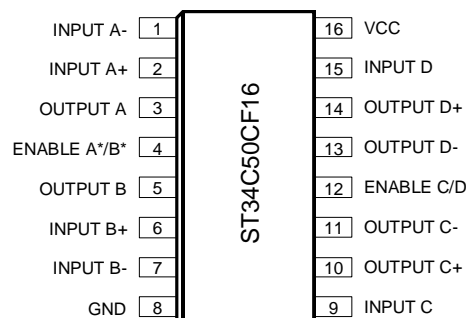 INPUT A- 1
INPUT A+ 2
OUTPUT A 3
ENABLE A*/B* 4
OUTPUT B 5
INPUT B+ 6
INPUT B- 7
GND 8
ST34C50CF16
16 VCC
15 INPUT D
14 OUTPUT D+
13 OUTPUT D-
12 ENABLE C/D
11 OUTPUT C-
10 OUTPUT C+
9 INPUT C